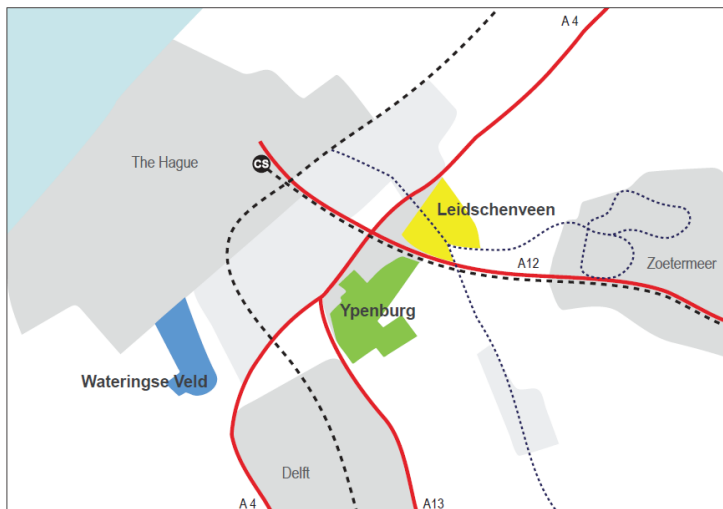 A 4
The Hague
CS
Leidschenveen
A12
Zoetermeer
Ypenburg
Wateringse Veld
Delft
A 4
A13